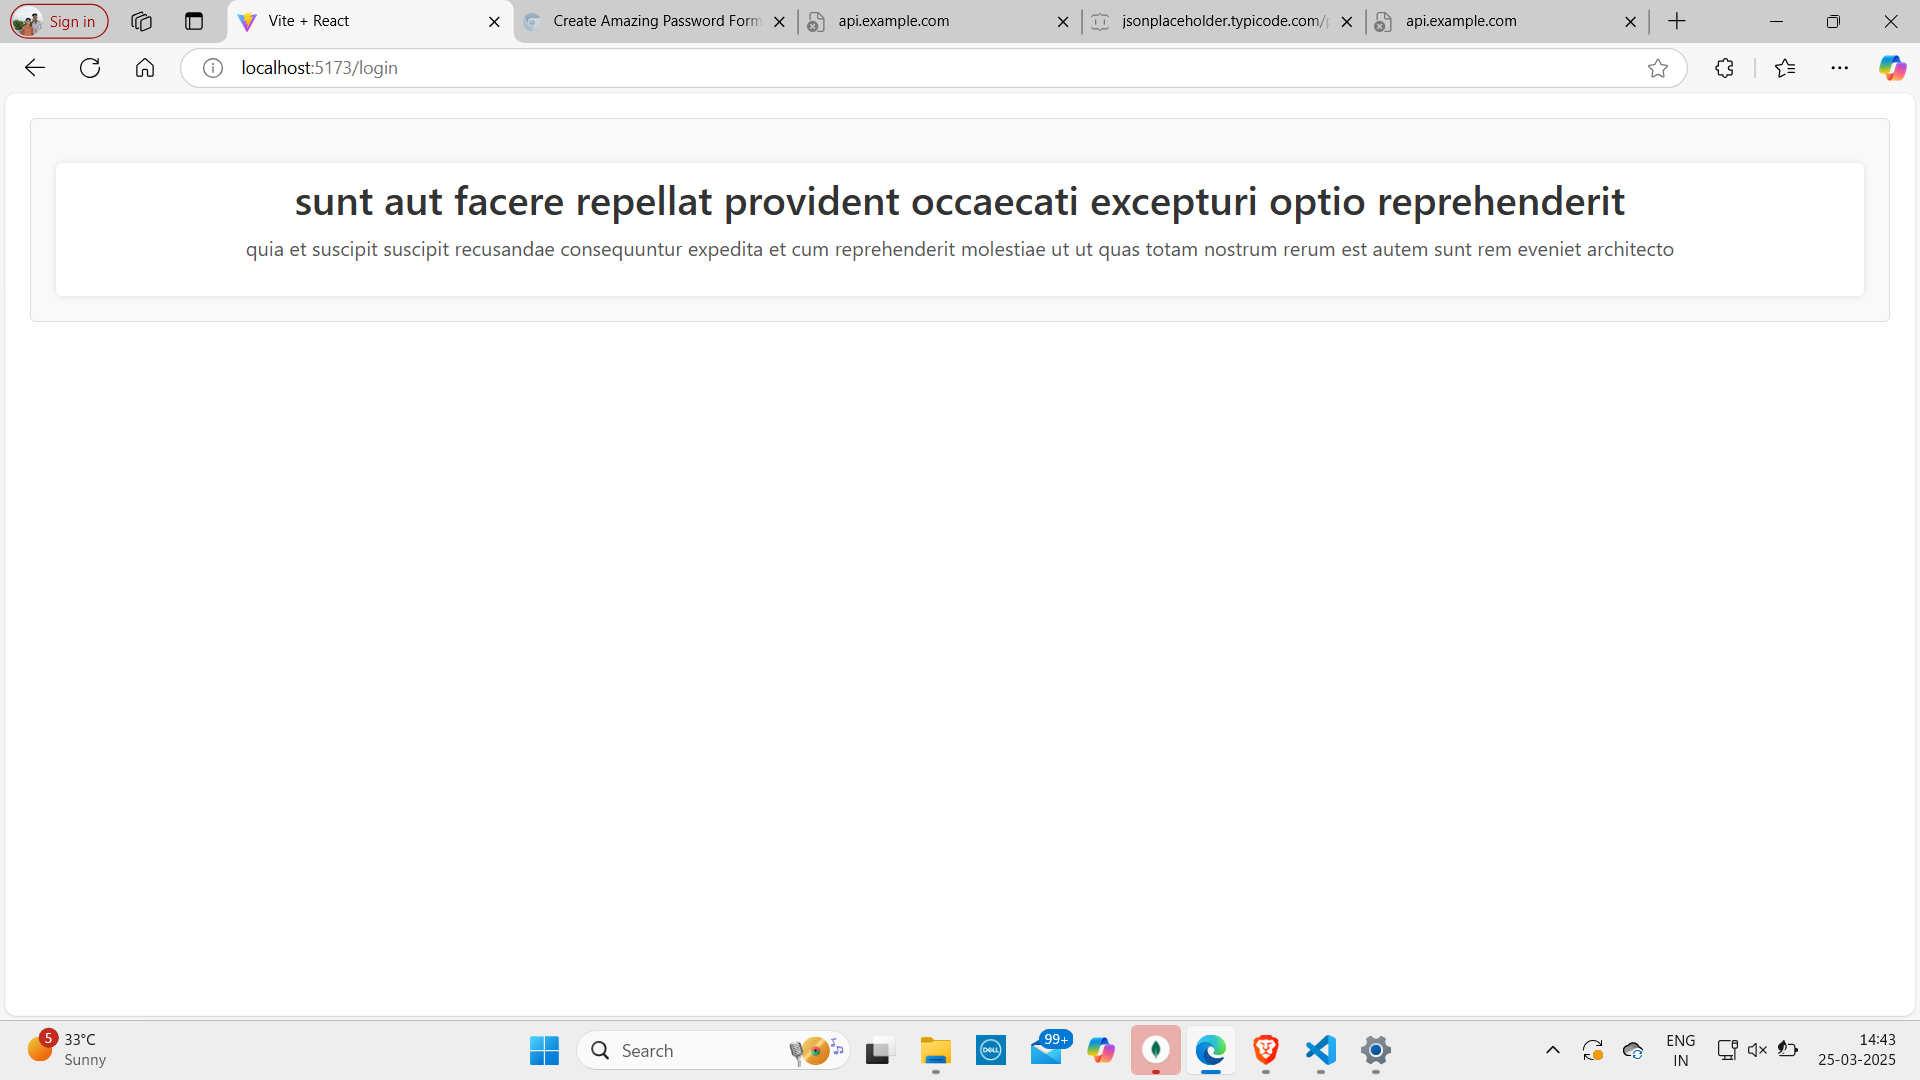 Sign in
Vite + React
Create Amazing Password Form
api.example.com
jsonplaceholder.typicode.com/p
api.example.com
localhost:5173/login
sunt aut facere repellat provident occaecati excepturi optio reprehenderit
quia et suscipit suscipit recusandae consequuntur expedita et cum reprehenderit molestiae ut ut quas totam nostrum rerum est autem sunt rem eveniet architecto
5
33°C
Sunny
Search
DELL
99+
ENG
IN
14:43
25-03-2025